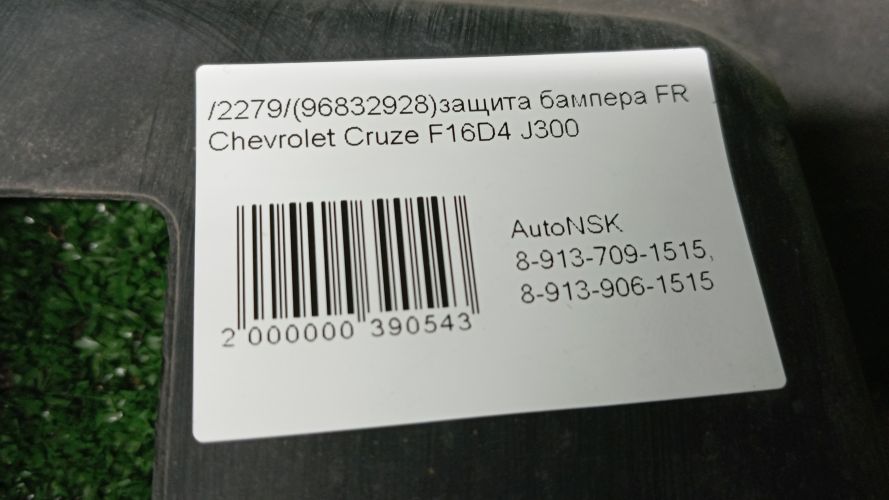 /2279/(96832928)защита бампера FR
Chevrolet Cruze F16D4 J300
AutoNSK
8-913-709-1515,
8-913-906-1515
2 000000 390543